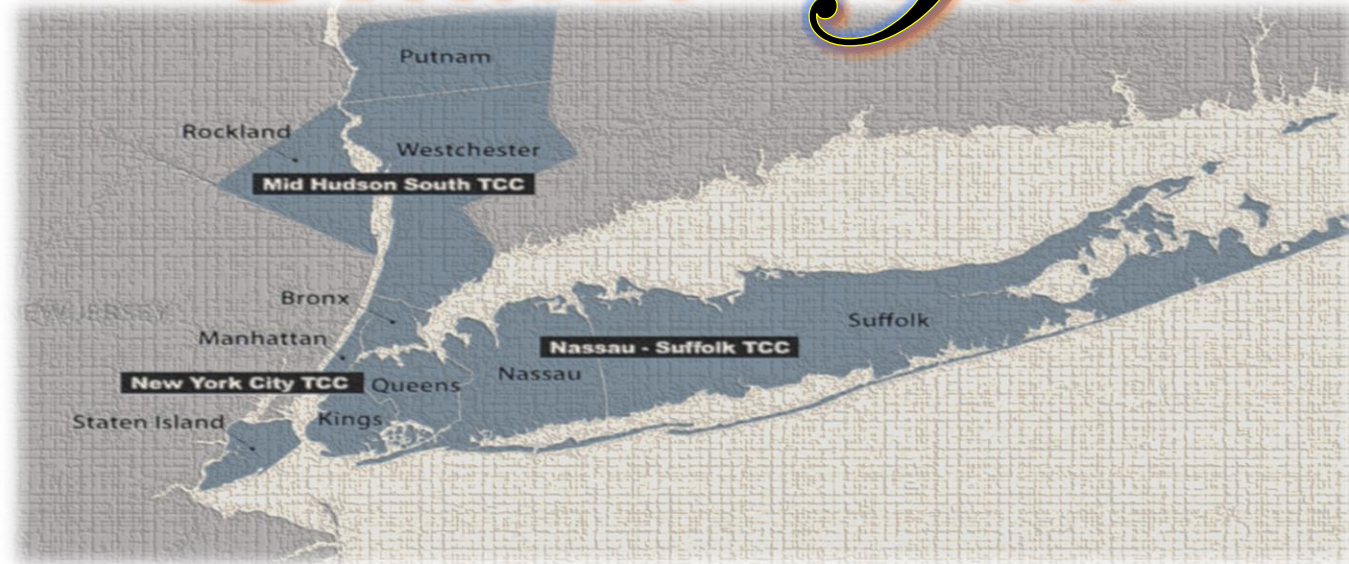 Putnam
Rockland
Westchester
Mid Hudson South TCC
Bronx
NEW JERSEY
Manhattan
Suffolk
Nassau - Suffolk TCC
New York City TCC
Queens
Nassau
Staten Island
Kings